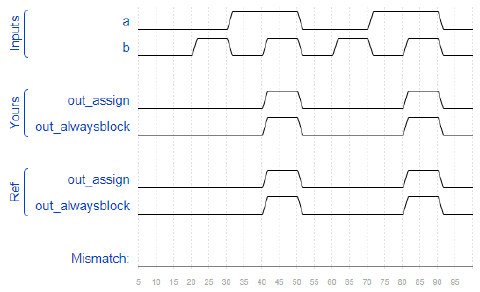 Inputs
a
b
Yours
out_assign
out_alwaysblock
Ref
out_assign
out_alwaysblock
Mismatch:
5 10 15 20 25 30 35 40 45 50 55 60 65 70 75 80 85 90 95